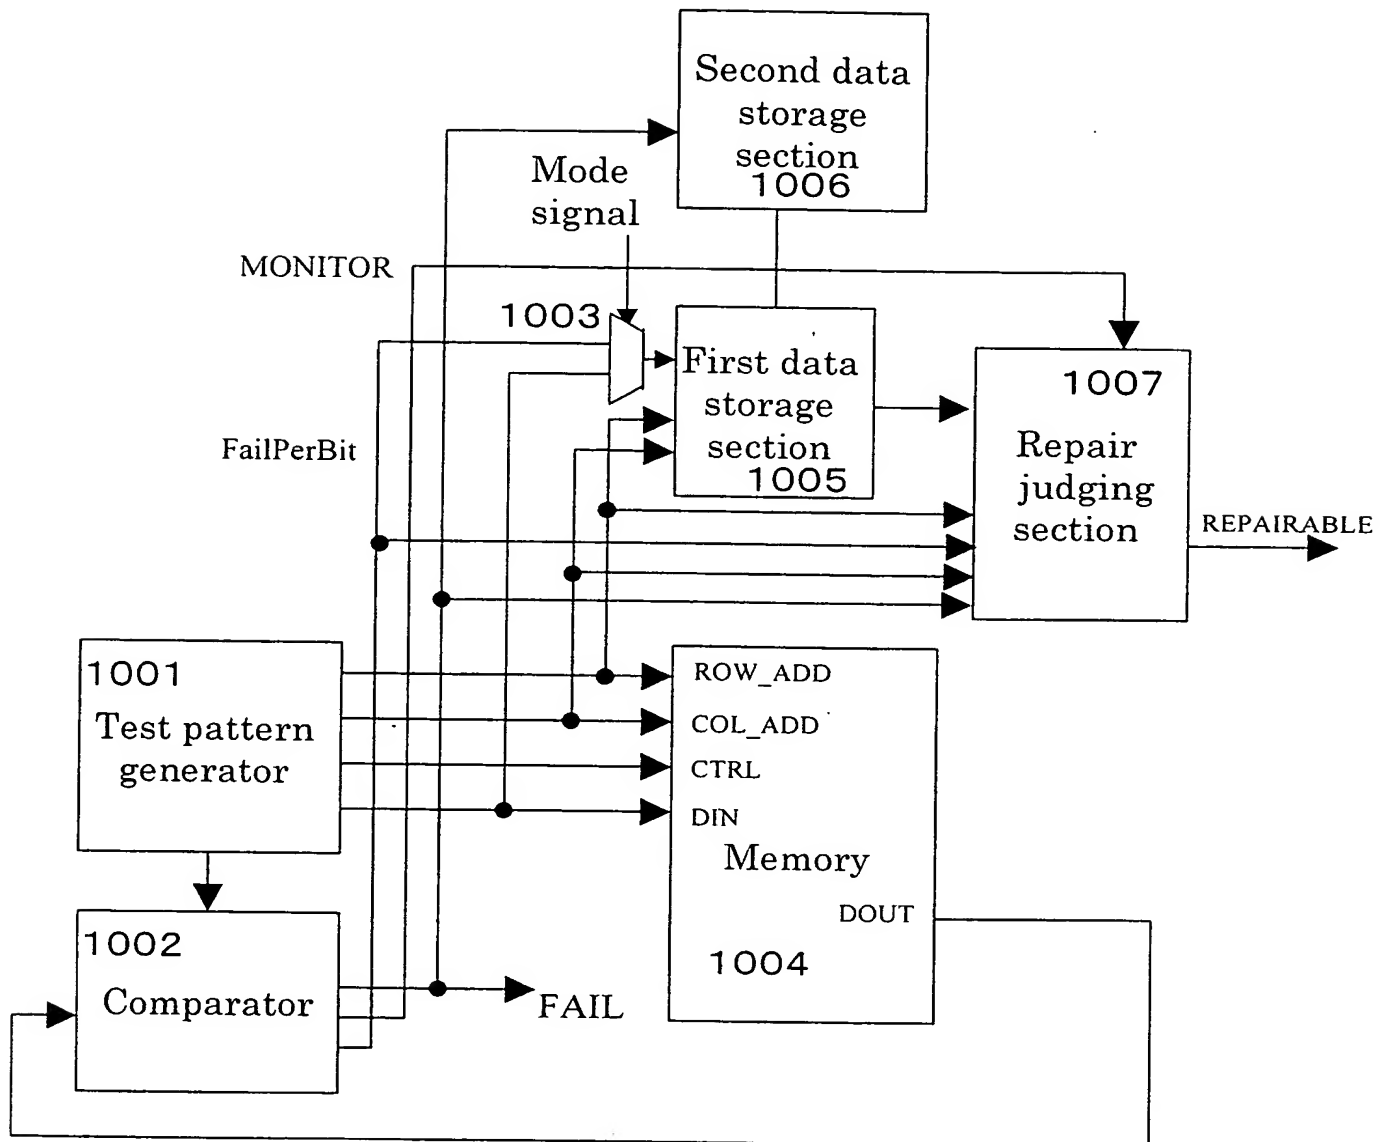 Second data
storage
section
1006
Mode
signal
MONITOR
1003
First data
storage
section
1005
1007
Repair
judging
section
FailPerBit
REPAIRABLE
1001
Test pattern
generator
ROW_ADD
COL_ADD
CTRL
DIN
Memory
DOUT
1004
1002
Comparator
FAIL